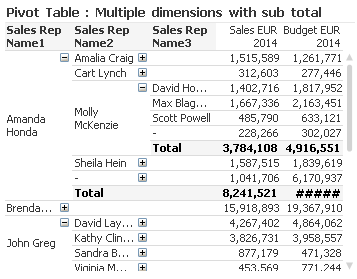 Pivot Table : Multiple dimensions with sub total
Sales Rep Name1 Sales Rep Name2 Sales Rep Name3 Sales EUR 2014 Budget EUR 2014
Amalia Craig 1,515,589 1,261,771
Cart Lynch 312,603 277,446
David Ho... 1,402,716 1,817,952
Max Blag... 1,667,336 2,163,451
Amanda Honda Molly McKenzie Scott Powell 485,790 633,121
- 228,266 302,027
Total 3,784,108 4,916,551
Sheila Hein 1,587,515 1,839,619
- 1,041,706 6,170,937
Total 8,241,521 #####
Brenda... 15,918,893 19,367,910
David Lay... 4,267,402 4,864,062
John Greg Kathy Clin... 3,826,731 3,958,557
Sandra B... 877,179 471,328
Virginia M... 453,569 771,244